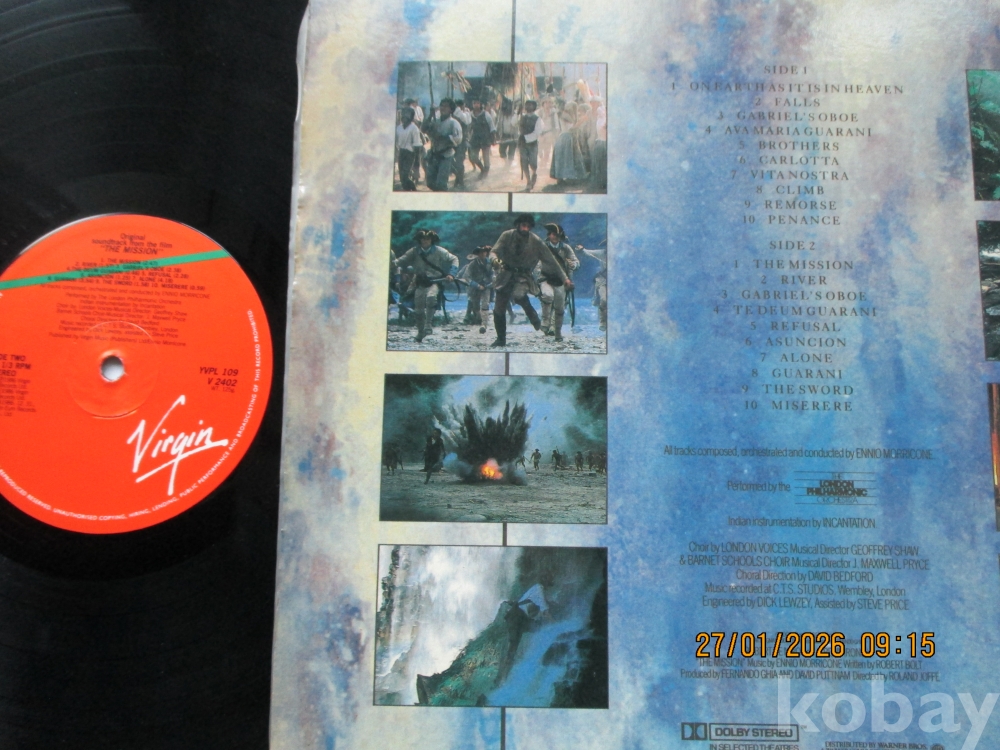 Original
soundtrack from the film
"THE MISSION"
YVPL 109
V 2402
Virgin
SIDE 1
1 ON EARTH AS IT IS IN HEAVEN
2 FALLS
3 GABRIEL'S OBOE
4 AVA MARIA GUARANI
5 BROTHERS
6 CARLOTTA
7 VITA NOSTRA
8 CLIMB
9 REMORSE
10 PENANCE
SIDE 2
1 THE MISSION
2 RIVER
3 GABRIEL'S OBOE
4 TE DEUM GUARANI
5 REFUSAL
6 ASUNCION
7 ALONE
8 GUARANI
9 THE SWORD
10 MISERERE
All tracks composed, orchestrated and conducted by ENNIO MORRICONE
Performed by the THE LONDON PHILHARMONIC ORCHESTRA
Indian instrumentation by INCANTATION
Choir by LONDON VOICES Musical Director GEOFFREY SHAW
& BARNET SCHOOLS CHOIR Musical Director J. MAXWELL PRYCE
Choral Direction by DAVID BEDFORD
Music recorded at C.T.S. STUDIOS, Wembley, London
Engineered by DICK LEWZEY, Assisted by STEVE PRICE
27/01/2026 09:15
"THE MISSION" Music by ENNIO MORRICONE Written by ROBERT BOLT
Produced by FERNANDO GHIA AND DAVID PUTTNAM Directed by ROLAND JOFFE
kobay
DOLBY STEREO
IN SELECTED THEATRES
DISTRIBUTED BY WARNER BROS